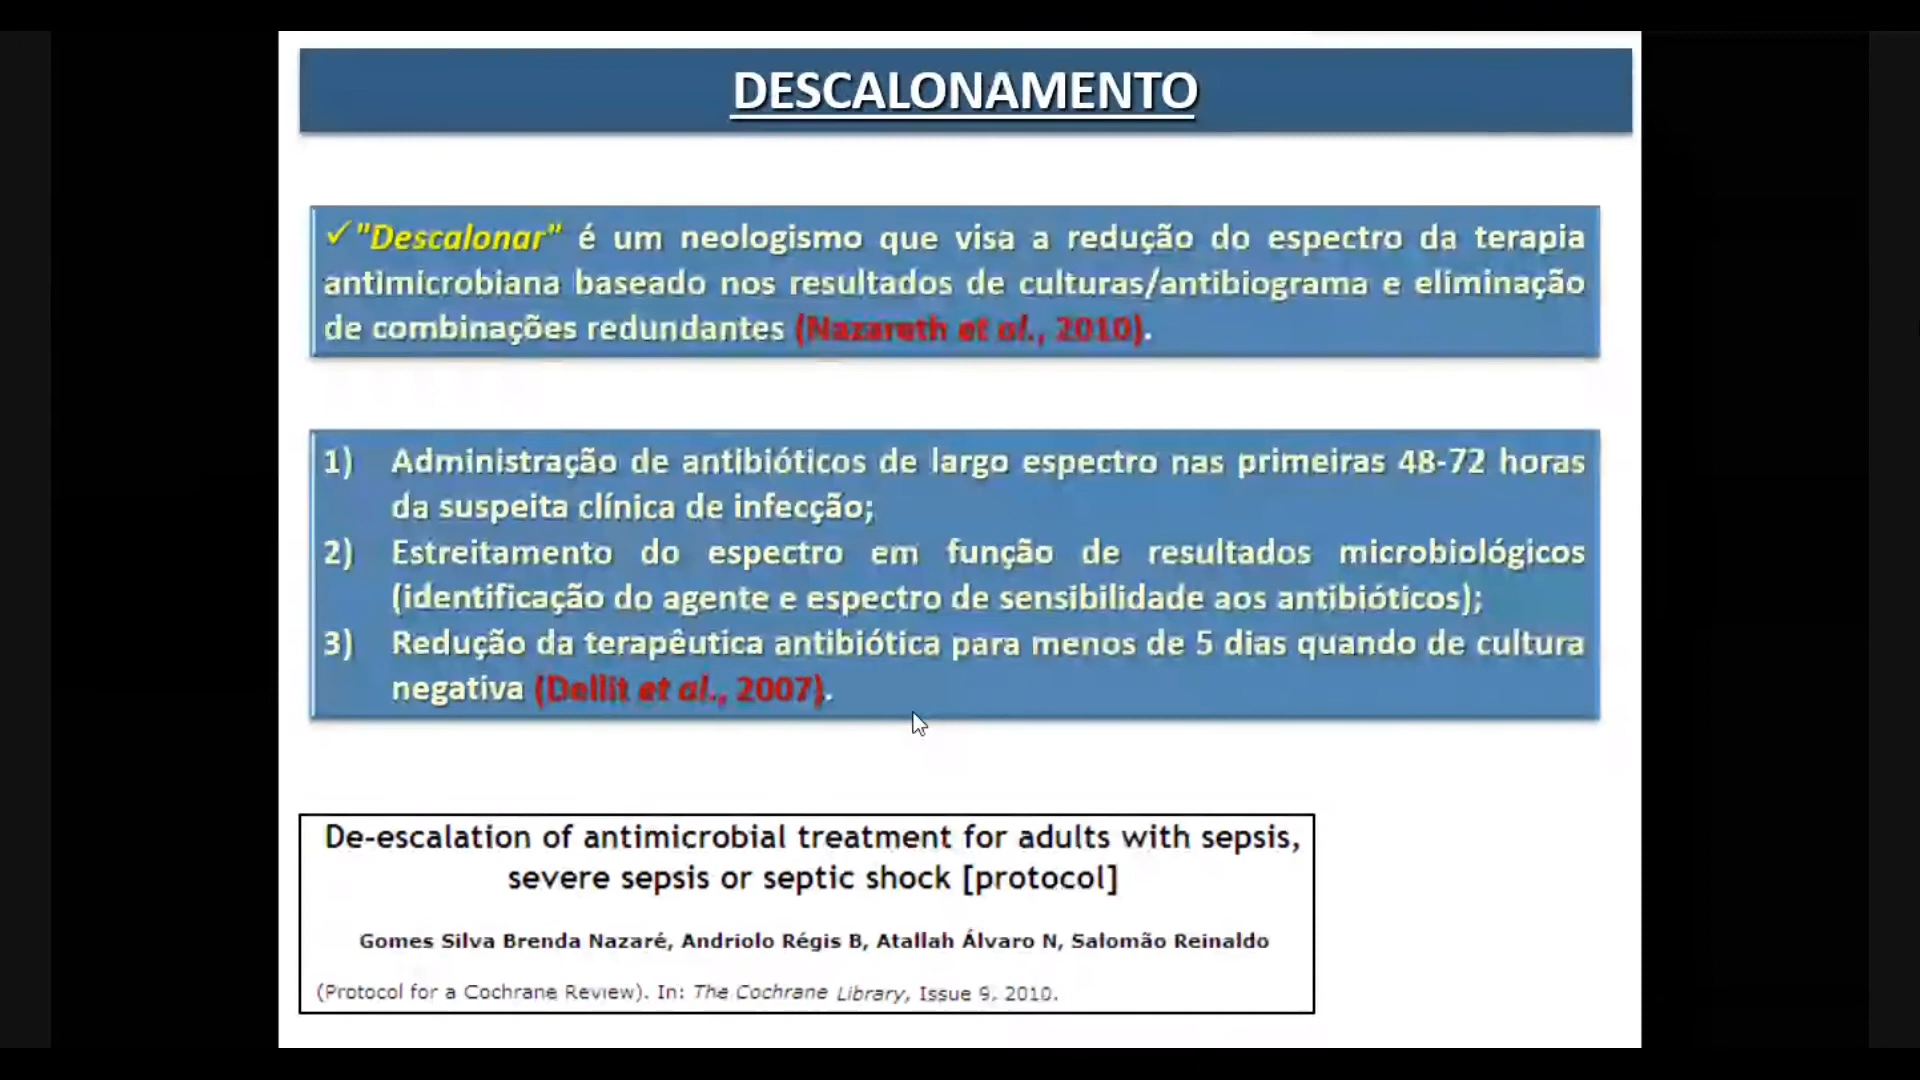 DESCALONAMENTO
✓"Descalonar" é um neologismo que visa a redução do espectro da terapia
antimicrobiana baseado nos resultados de culturas/antibiograma e eliminação
de combinações redundantes (Nazareth et al., 2010).
1) Administração de antibióticos de largo espectro nas primeiras 48-72 horas
da suspeita clínica de infecção;
2) Estreitamento do espectro em função de resultados microbiológicos
(identificação do agente e espectro de sensibilidade aos antibióticos);
3) Redução da terapêutica antibiótica para menos de 5 dias quando de cultura
negativa (Dellit et al., 2007).
De-escalation of antimicrobial treatment for adults with sepsis,
severe sepsis or septic shock [protocol]
Gomes Silva Brenda Nazaré, Andriolo Régis B, Atallah Álvaro N, Salomão Reinaldo
(Protocol for a Cochrane Review). In: The Cochrane Library, Issue 9, 2010.